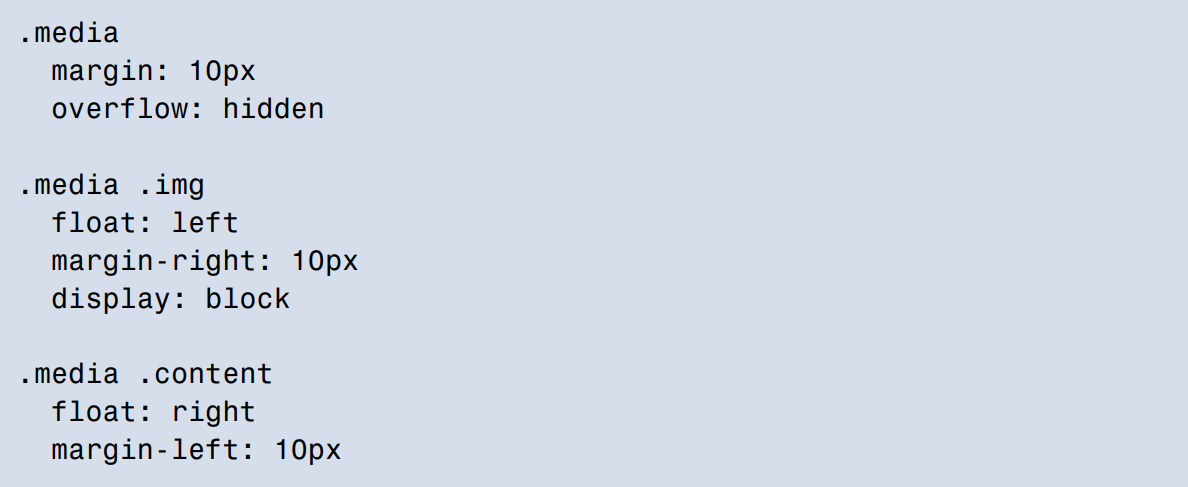 .media
  margin: 10px
  overflow: hidden

.media .img
  float: left
  margin-right: 10px
  display: block

.media .content
  float: right
  margin-left: 10px